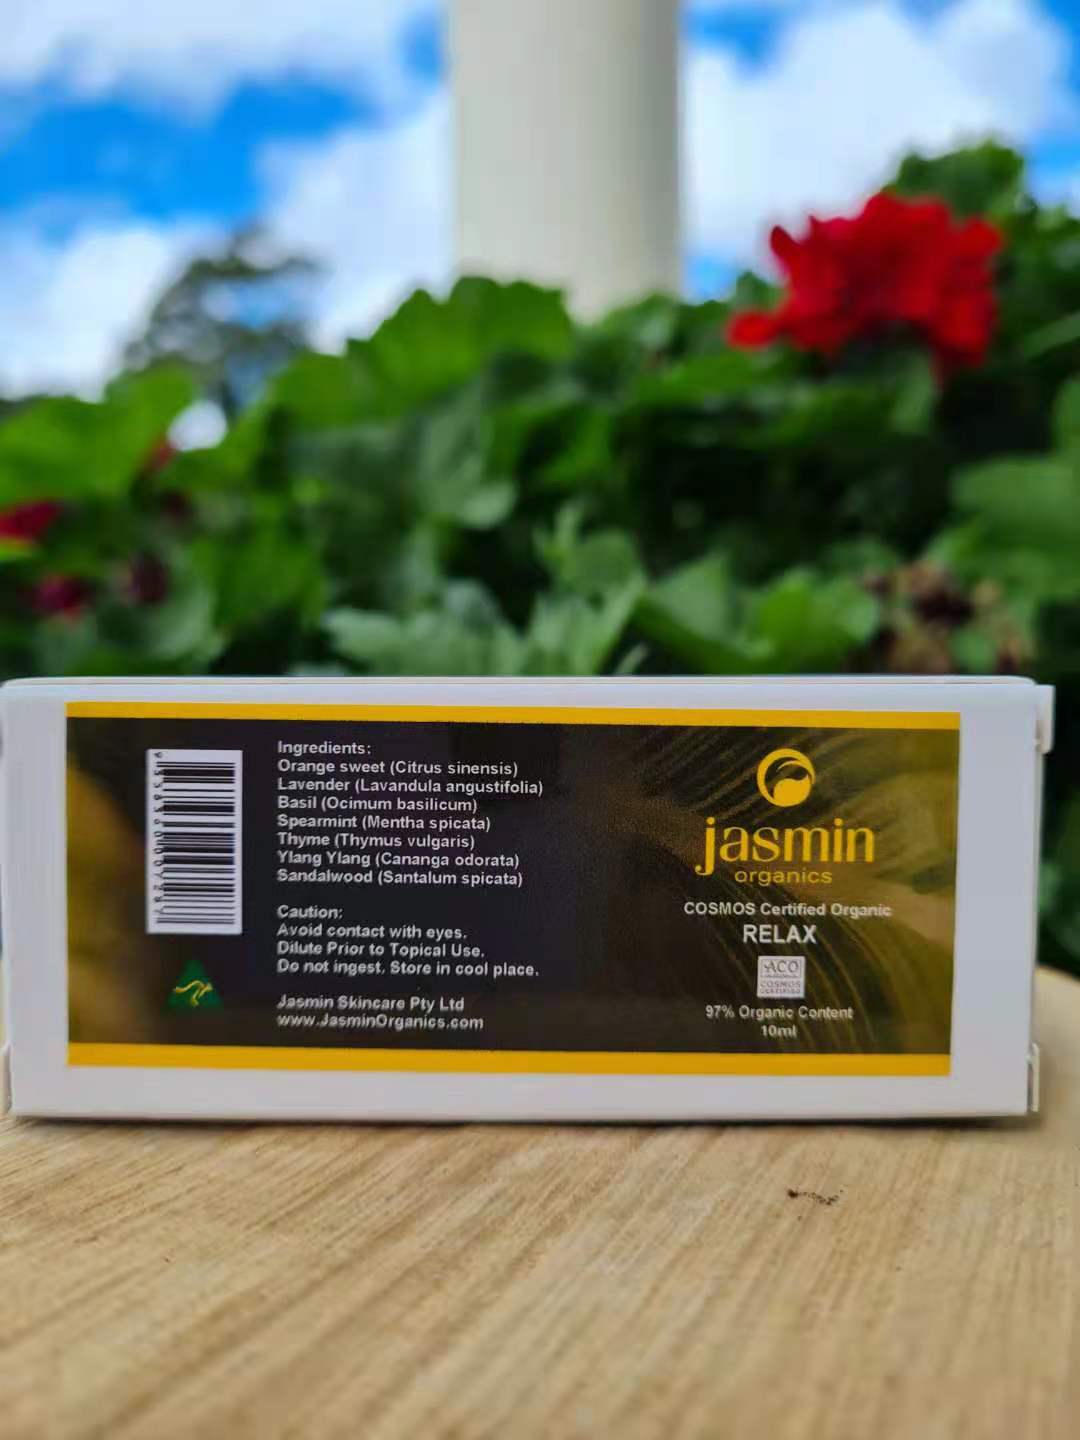 Ingredients:
Orange sweet (Citrus sinensis)
Lavender (Lavandula angustifolia)
Basil (Ocimum basilicum)
Spearmint (Mentha spicata)
Thyme (Thymus vulgaris)
Ylang Ylang (Cananga odorata)
Sandalwood (Santalum spicata)
Caution:
Avoid contact with eyes.
Dilute Prior to Topical Use.
Do not ingest. Store in cool place.
Jasmin Skincare Pty Ltd
www.JasminOrganics.com
jasmin
organics
COSMOS Certified Organic
RELAX
ACO
COSMOS
CERTIFIED
97% Organic Content
10ml